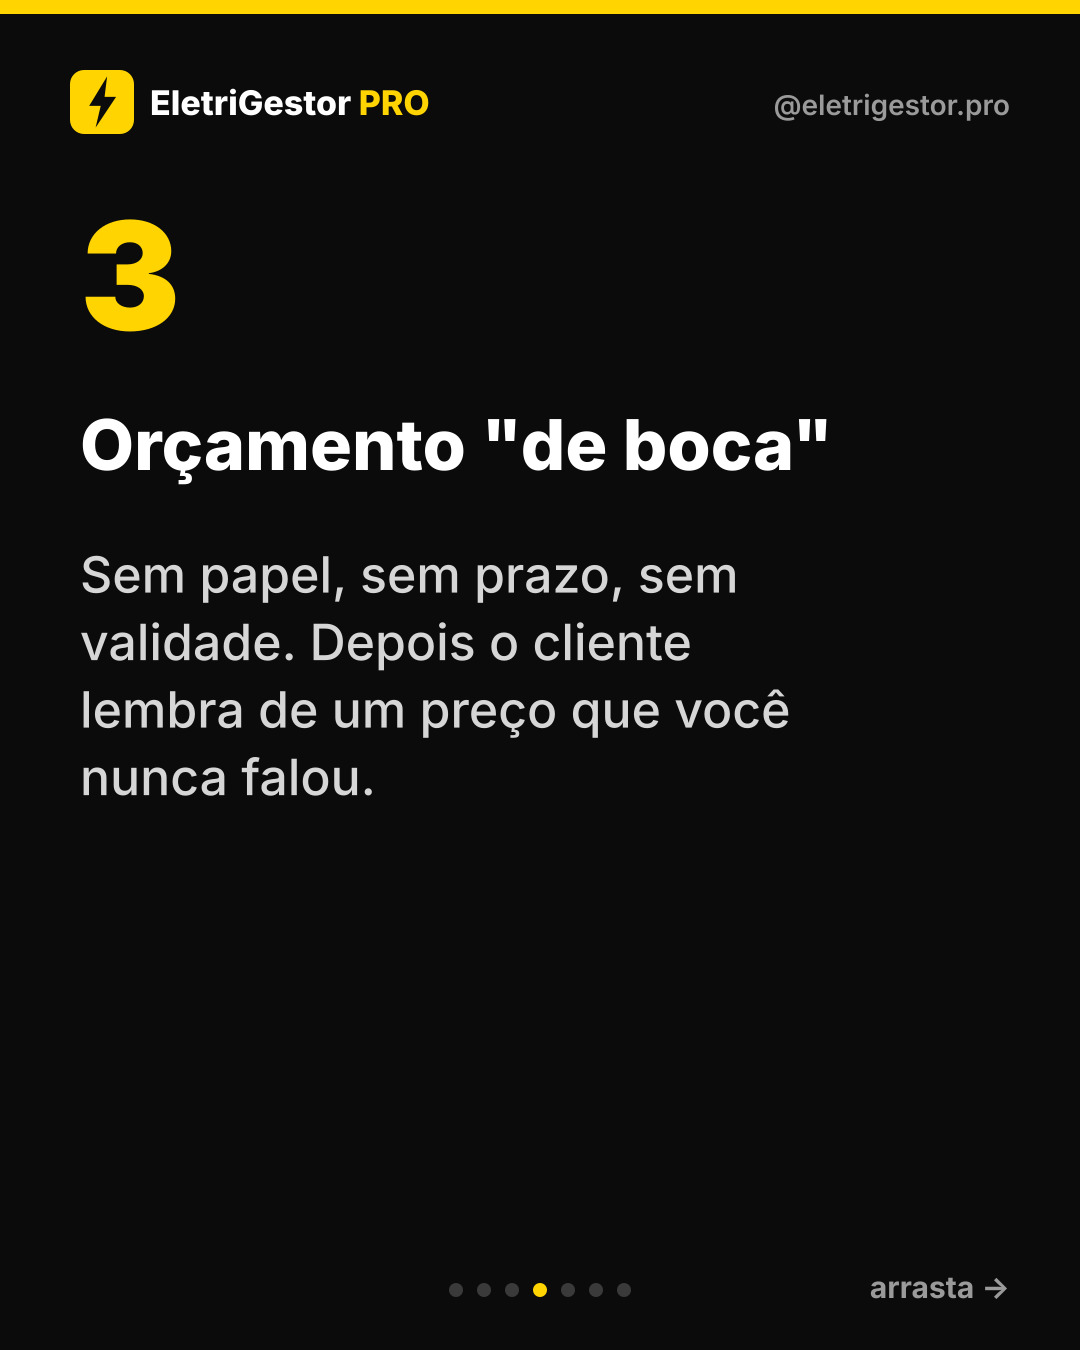 EletriGestor PRO
@eletrigestor.pro
3
Orçamento "de boca"
Sem papel, sem prazo, sem
validade. Depois o cliente
lembra de um preço que você
nunca falou.
arrasta →